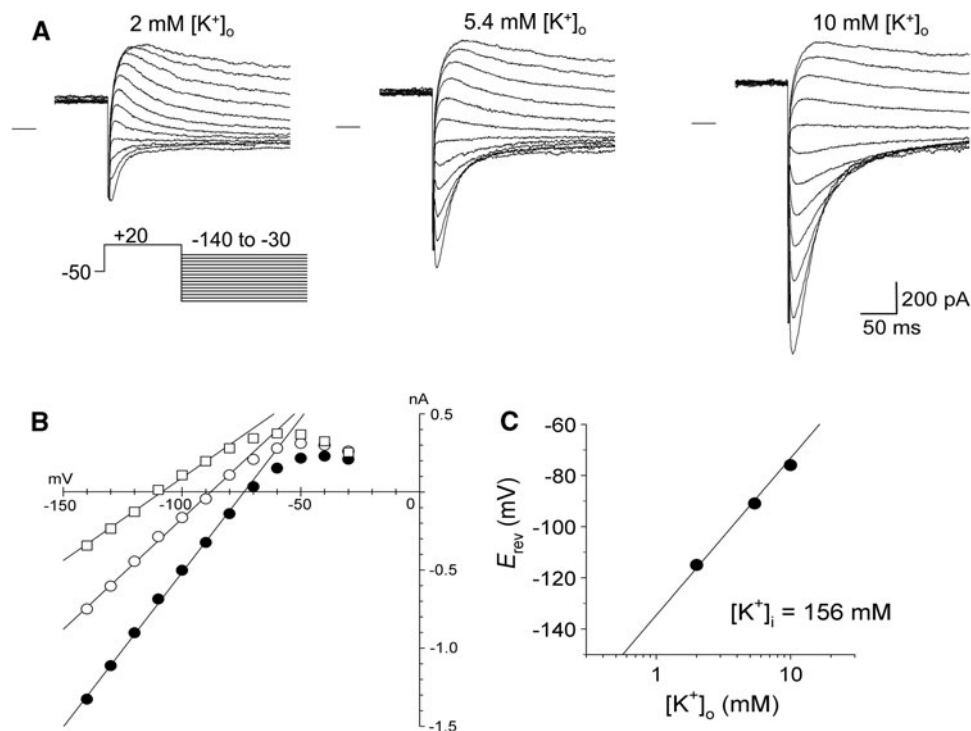 A
2 mM [K+]o
5.4 mM [K+]o
10 mM [K+]o
+20
-140 to -30
-50
200 pA
50 ms
B
nA
0.5
mV
-150
-100
-50
0
-0.5
-1.0
-1.5
C
-60
-80
-100
-120
-140
Erev (mV)
[K+]i = 156 mM
1
10
[K+]o (mM)